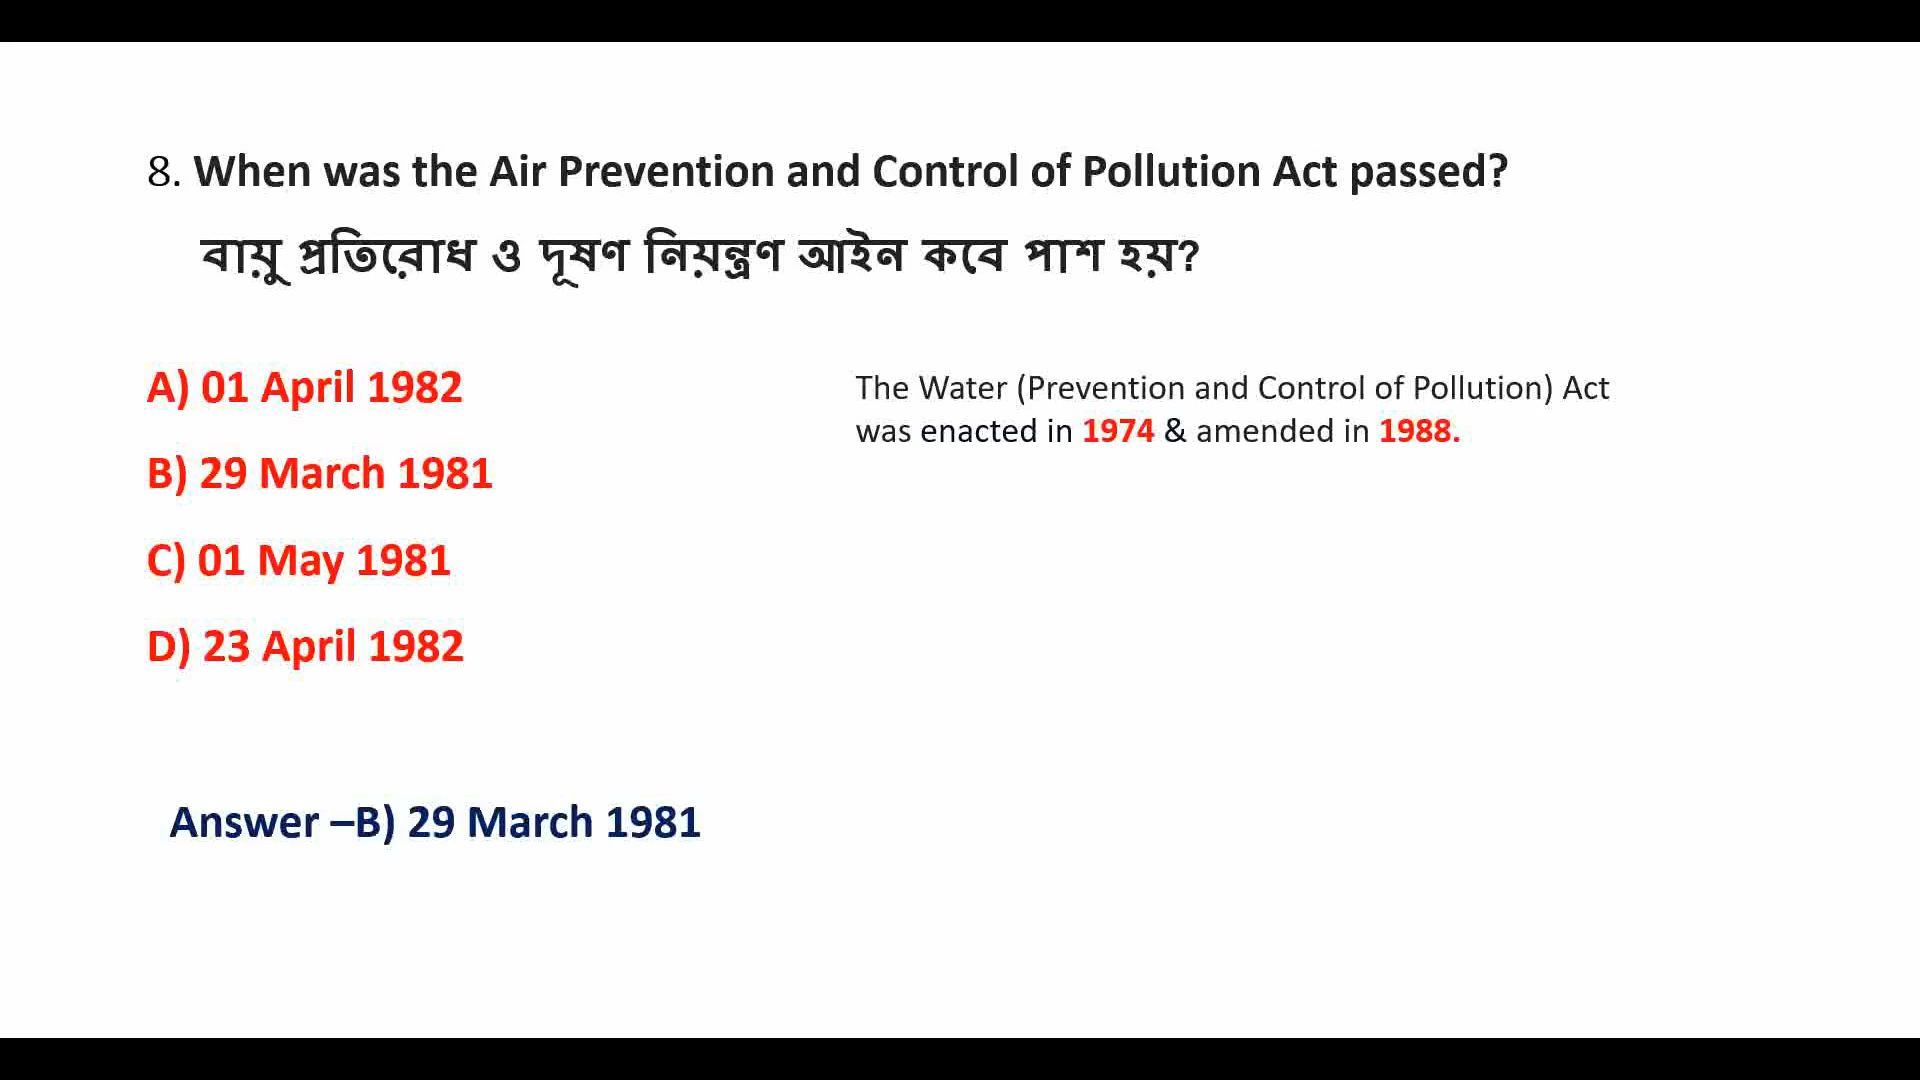 8. When was the Air Prevention and Control of Pollution Act passed?
বায়ু প্রতিরোধ ও দূষণ নিয়ন্ত্রণ আইন কবে পাশ হয়?
A) 01 April 1982
B) 29 March 1981
C) 01 May 1981
D) 23 April 1982
The Water (Prevention and Control of Pollution) Act
was enacted in 1974 & amended in 1988.
Answer –B) 29 March 1981